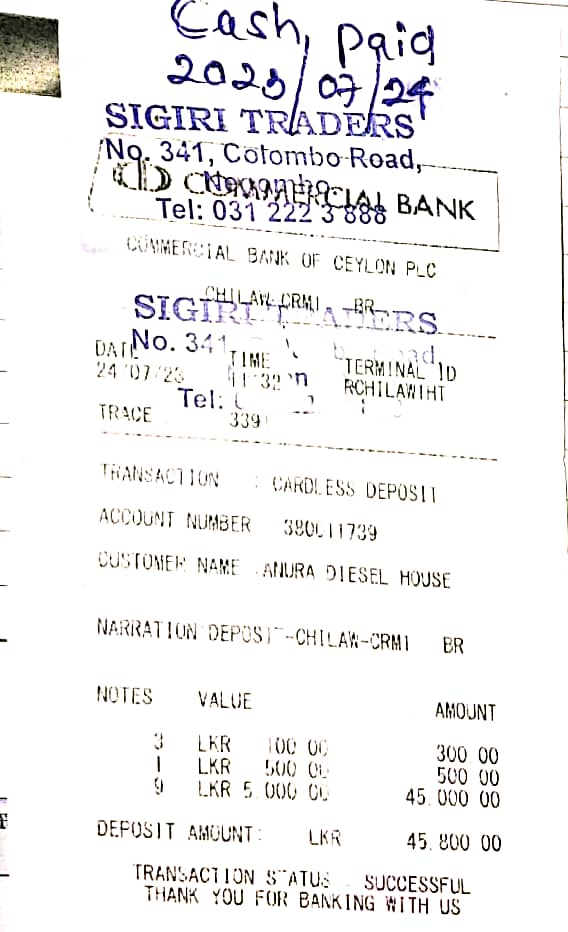 Cash, paid
2023/07/24
SIGIRI TRADERS
No. 341, Colombo Road,
Negombo
COMMERCIAL BANK
Tel: 031 222 3 888
COMMERCIAL BANK OF CEYLON PLC
CHILAW-CRM1 BR
SIGIRI TRADERS
No. 341
DATE TIME TERMINAL ID
24/07/23 11:32 RCHILAWIHT
Tel:
TRACE 339
TRANSACTION : CARDLESS DEPOSIT
ACCOUNT NUMBER
CUSTOMER NAME ANURA DIESEL HOUSE
NARRATION DEPOSIT-CHILAW-CRM1 BR
NOTES VALUE AMOUNT
3 LKR 100 00 300 00
1 LKR 500 00 500 00
9 LKR 5.000 00 45.000 00
DEPOSIT AMOUNT: LKR 45.800 00
TRANSACTION STATUS SUCCESSFUL
THANK YOU FOR BANKING WITH US